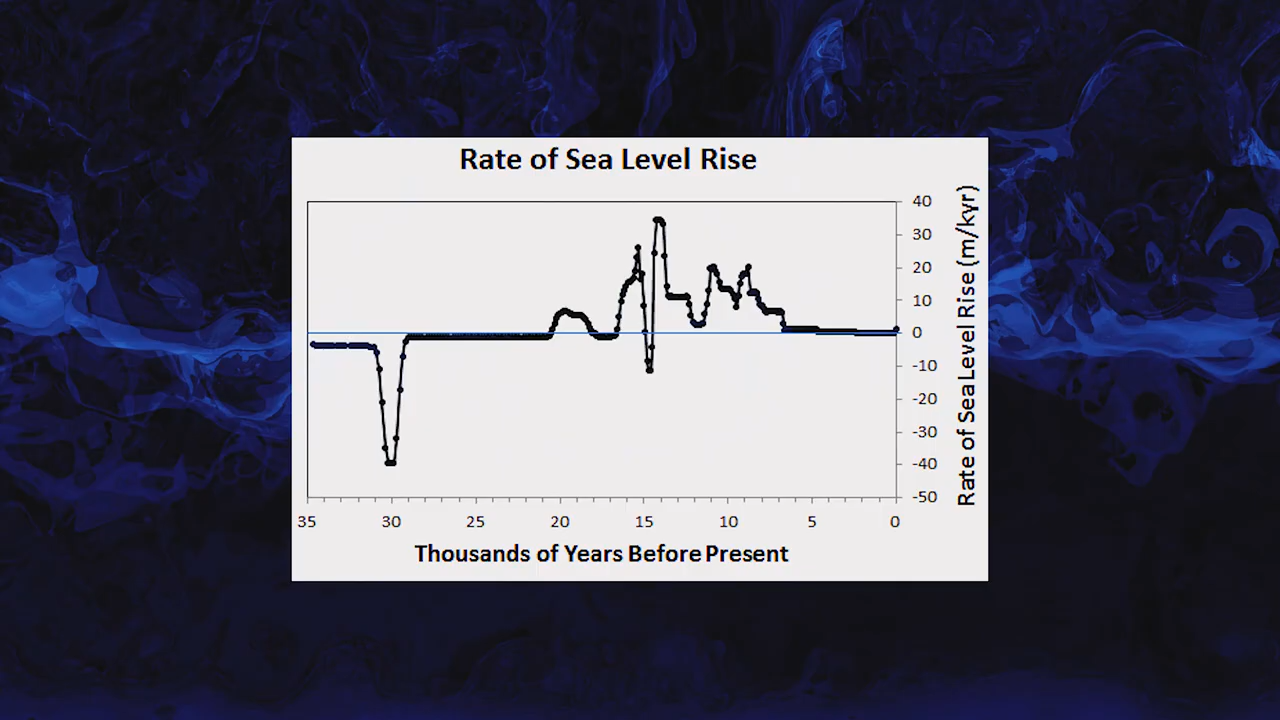 Rate of Sea Level Rise
40
30
20
10
0
-10
-20
-30
-40
-50
Rate of Sea Level Rise (m/kyr)
35 30 25 20 15 10 5 0
Thousands of Years Before Present